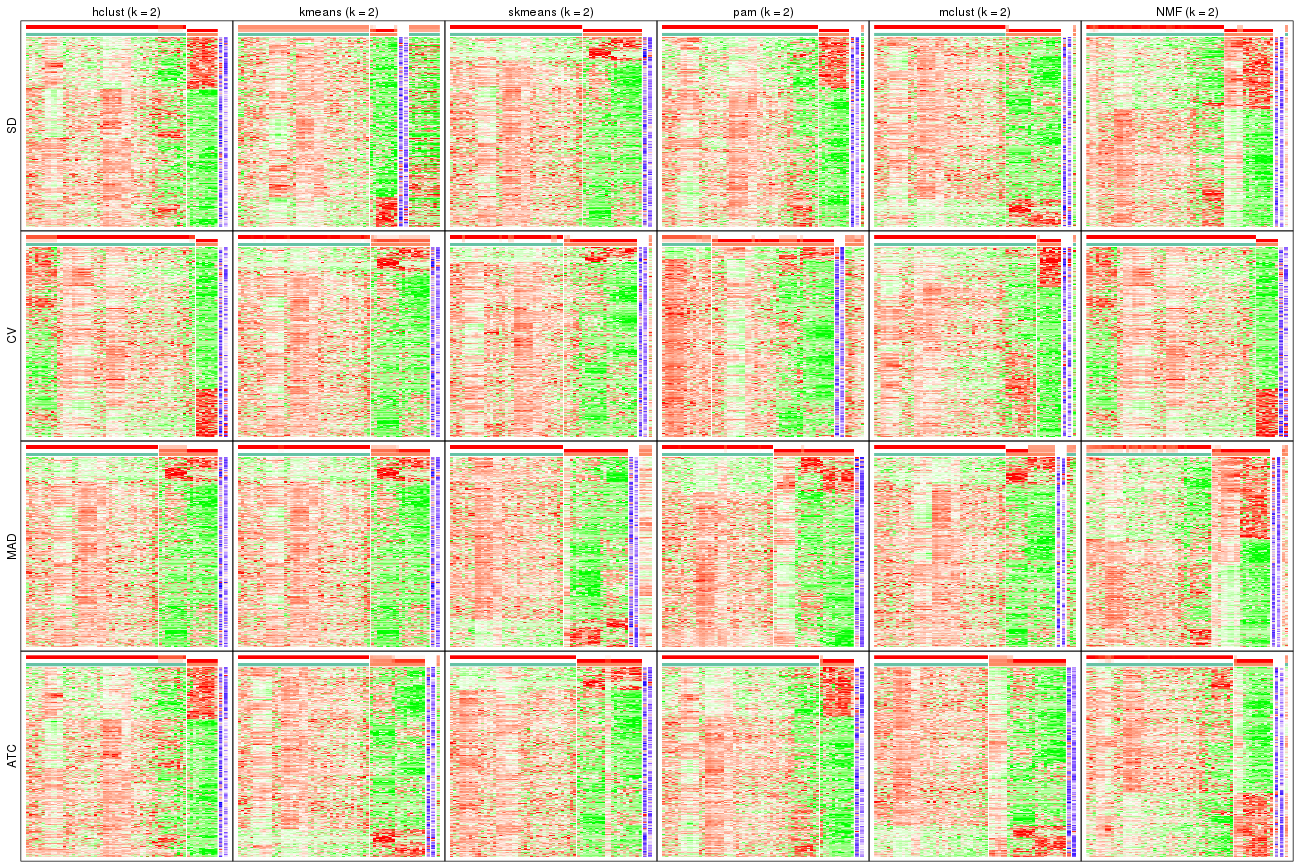 hclust (k = 2)
kmeans (k = 2)
skmeans (k = 2)
pam (k = 2)
mclust (k = 2)
NMF (k = 2)
SD
CV
MAD
ATC